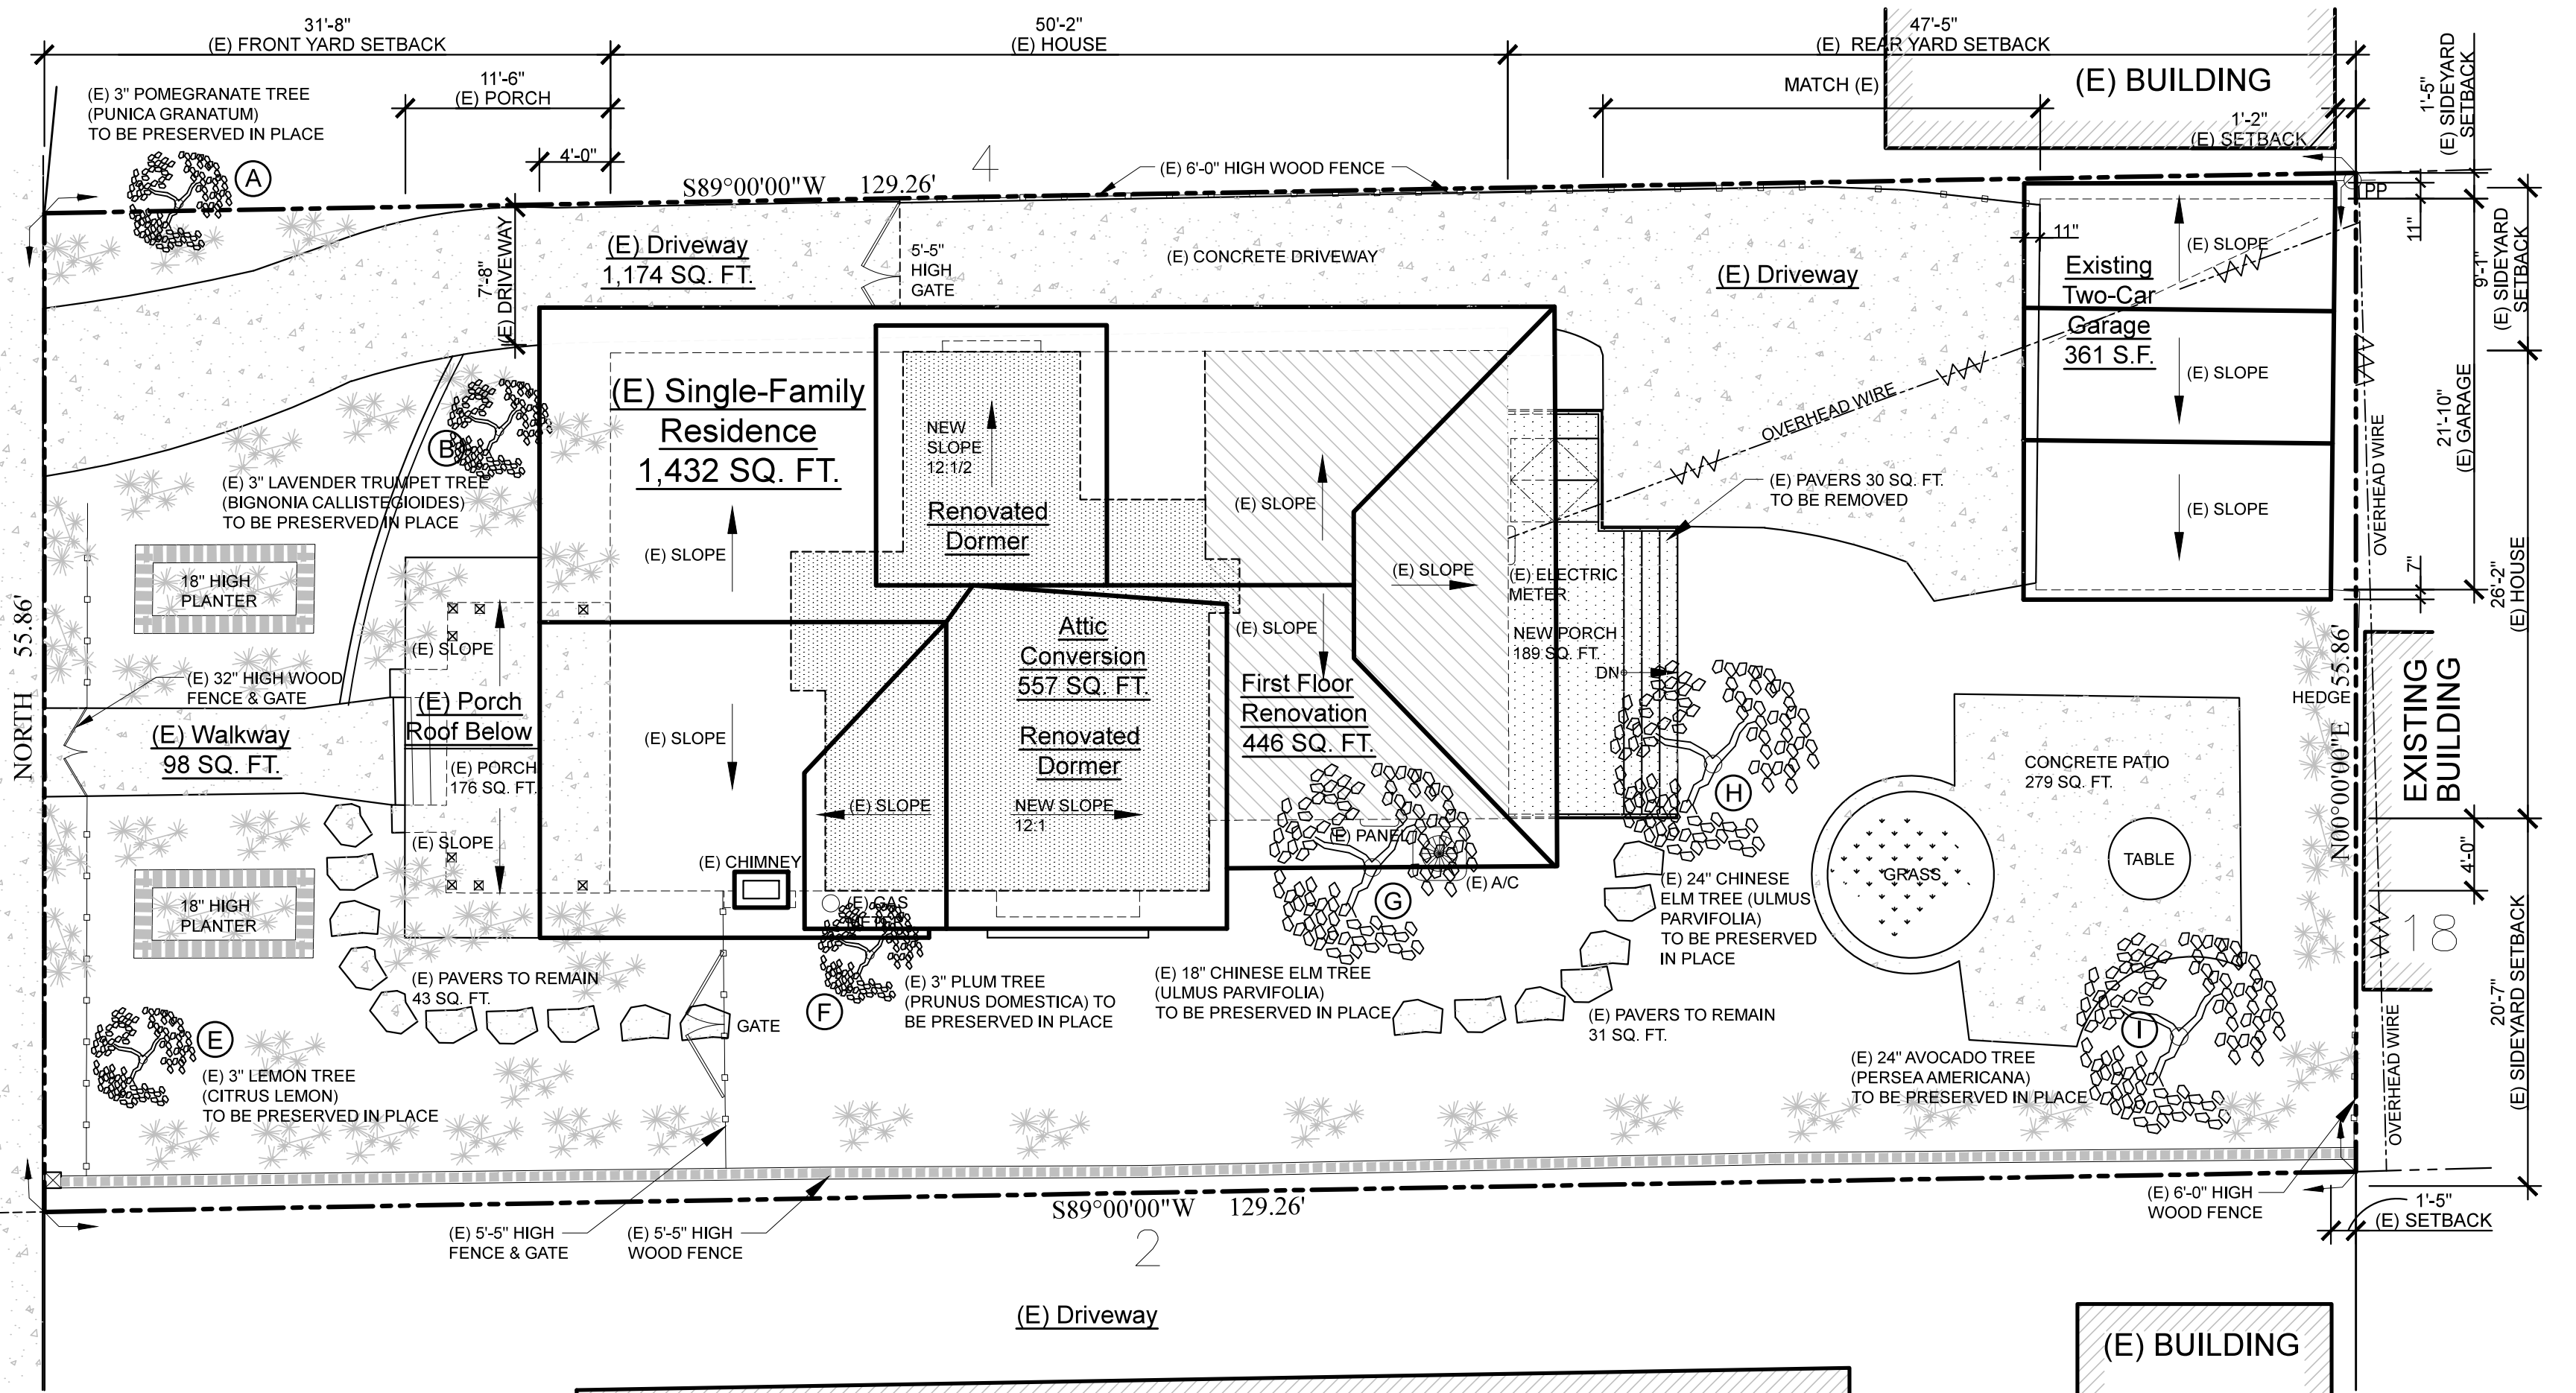 31'-8"
(E) FRONT YARD SETBACK
50'-2"
(E) HOUSE
47'-5"
(E) REAR YARD SETBACK
11'-6"
(E) PORCH
4'-0"
MATCH (E)
(E) BUILDING
1'-2"
(E) SETBACK
1'-5"
(E) SIDEYARD
SETBACK
(E) 3" POMEGRANATE TREE
(PUNICA GRANATUM)
TO BE PRESERVED IN PLACE
A
S89°00'00"W 129.26'
4
(E) 6'-0" HIGH WOOD FENCE
PP
11"
9'-1"
(E) SIDEYARD
SETBACK
7'-8"
(E) DRIVEWAY
(E) Driveway
1,174 SQ. FT.
5'-5"
HIGH
GATE
(E) CONCRETE DRIVEWAY
(E) Driveway
11"
(E) SLOPE
Existing
Two-Car
Garage
361 S.F.
(E) SLOPE
(E) SLOPE
OVERHEAD WIRE
OVERHEAD WIRE
21'-10"
(E) GARAGE
7"
26'-2"
(E) HOUSE
B
(E) 3" LAVENDER TRUMPET TREE
(BIGNONIA CALLISTEGIOIDES)
TO BE PRESERVED IN PLACE
(E) Single-Family
Residence
1,432 SQ. FT.
NEW
SLOPE
12:1/2
Renovated
Dormer
(E) SLOPE
(E) SLOPE
(E) SLOPE
(E) PAVERS 30 SQ. FT.
TO BE REMOVED
(E) ELECTRIC
METER
NEW PORCH
189 SQ. FT.
DN
18" HIGH
PLANTER
NORTH 55.86'
(E) 32" HIGH WOOD
FENCE & GATE
(E) Walkway
98 SQ. FT.
(E) SLOPE
(E) Porch
Roof Below
(E) PORCH
176 SQ. FT.
(E) SLOPE
(E) SLOPE
Attic
Conversion
557 SQ. FT.
Renovated
Dormer
(E) SLOPE
NEW SLOPE
12:1
(E) SLOPE
First Floor
Renovation
446 SQ. FT.
H
HEDGE
N00°00'00"E 55.86'
EXISTING
BUILDING
CONCRETE PATIO
279 SQ. FT.
GRASS
TABLE
4'-0"
18
18" HIGH
PLANTER
(E) CHIMNEY
(E) GAS
METER
(E) PANEL
(E) A/C
G
(E) 24" CHINESE
ELM TREE (ULMUS
PARVIFOLIA)
TO BE PRESERVED
IN PLACE
(E) PAVERS TO REMAIN
43 SQ. FT.
GATE
F
(E) 3" PLUM TREE
(PRUNUS DOMESTICA) TO
BE PRESERVED IN PLACE
(E) 18" CHINESE ELM TREE
(ULMUS PARVIFOLIA)
TO BE PRESERVED IN PLACE
(E) PAVERS TO REMAIN
31 SQ. FT.
E
(E) 3" LEMON TREE
(CITRUS LEMON)
TO BE PRESERVED IN PLACE
I
(E) 24" AVOCADO TREE
(PERSEA AMERICANA)
TO BE PRESERVED IN PLACE
20'-7"
(E) SIDEYARD SETBACK
OVERHEAD WIRE
S89°00'00"W 129.26'
2
(E) 5'-5" HIGH
FENCE & GATE
(E) 5'-5" HIGH
WOOD FENCE
(E) 6'-0" HIGH
WOOD FENCE
1'-5"
(E) SETBACK
(E) Driveway
(E) BUILDING